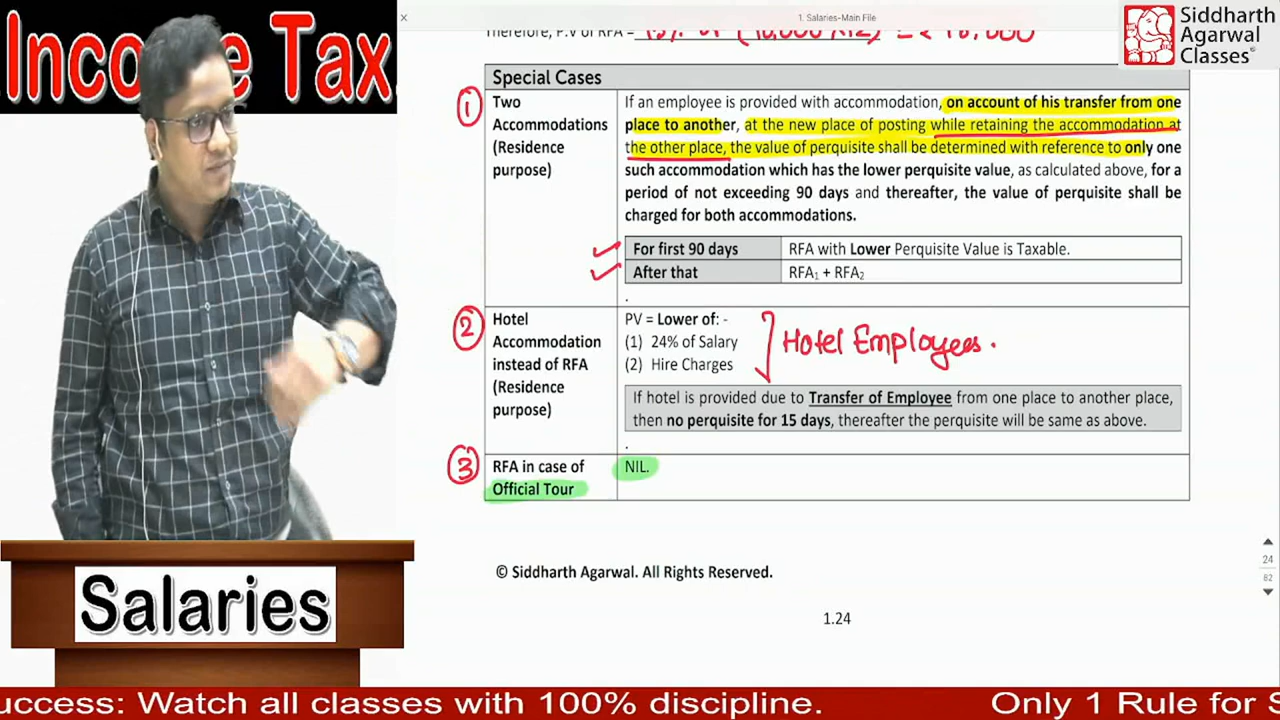 Income Tax
1. Salaries-Main File
Siddharth
Agarwal
Classes
Therefore, P.V of RFA =
Special Cases
1
Two
Accommodations
(Residence
purpose)
If an employee is provided with accommodation, on account of his transfer from one
place to another, at the new place of posting while retaining the accommodation at
the other place, the value of perquisite shall be determined with reference to only one
such accommodation which has the lower perquisite value, as calculated above, for a
period of not exceeding 90 days and thereafter, the value of perquisite shall be
charged for both accommodations.
For first 90 days RFA with Lower Perquisite Value is Taxable.
After that RFA1 + RFA2
.
2
Hotel
Accommodation
instead of RFA
(Residence
purpose)
PV = Lower of: -
(1) 24% of Salary
(2) Hire Charges
Hotel Employees.
If hotel is provided due to Transfer of Employee from one place to another place,
then no perquisite for 15 days, thereafter the perquisite will be same as above.
.
3
RFA in case of
Official Tour
NIL.
© Siddharth Agarwal. All Rights Reserved.
1.24
24
82
Salaries
uccess: Watch all classes with 100% discipline. Only 1 Rule for S